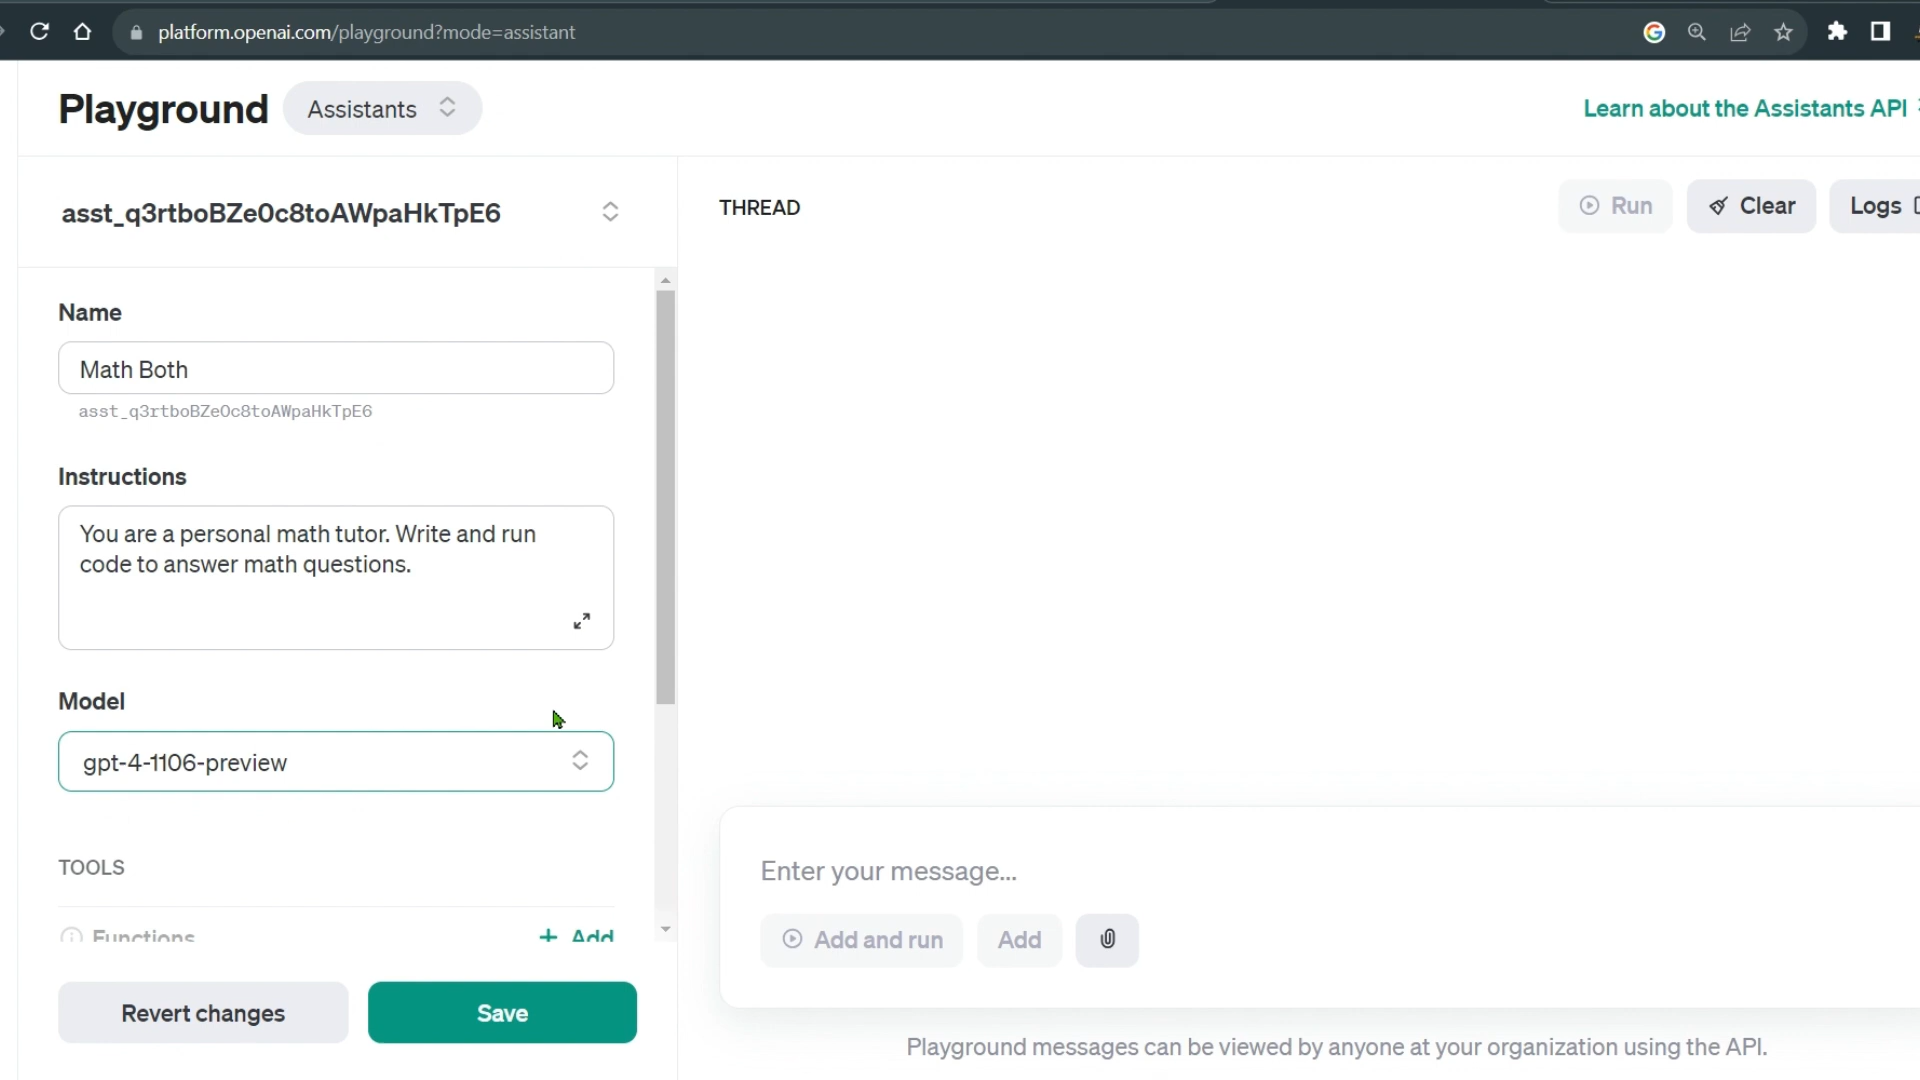 platform.openai.com/playground?mode=assistant
Playground
Assistants
Learn about the Assistants API
asst_q3rtboBZeOc8toAWpaHkTpE6
THREAD
Run
Clear
Logs
Name
Math Both
asst_q3rtboBZeOc8toAWpaHkTpE6
Instructions
You are a personal math tutor. Write and run
code to answer math questions.
Model
gpt-4-1106-preview
TOOLS
Functions
+ Add
Enter your message...
Add and run
Add
Revert changes
Save
Playground messages can be viewed by anyone at your organization using the API.